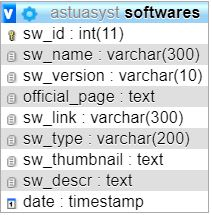 v astuasyst softwares
sw_id : int(11)
sw_name : varchar(300)
sw_version : varchar(10)
official_page : text
sw_link : varchar(300)
sw_type : varchar(200)
sw_thumbnail : text
sw_descr : text
date : timestamp